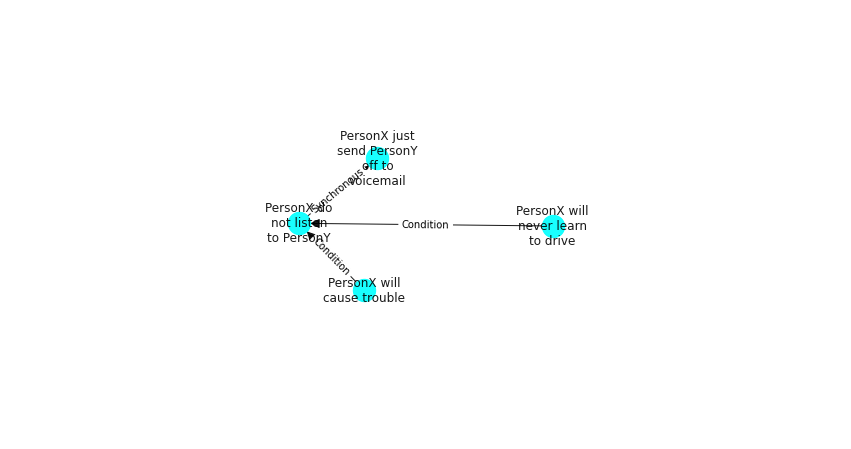 PersonX just
send PersonY
off to
voicemail
Synchronous
PersonX do
not listen
to PersonY
Condition
PersonX will
never learn
to drive
Condition
PersonX will
cause trouble